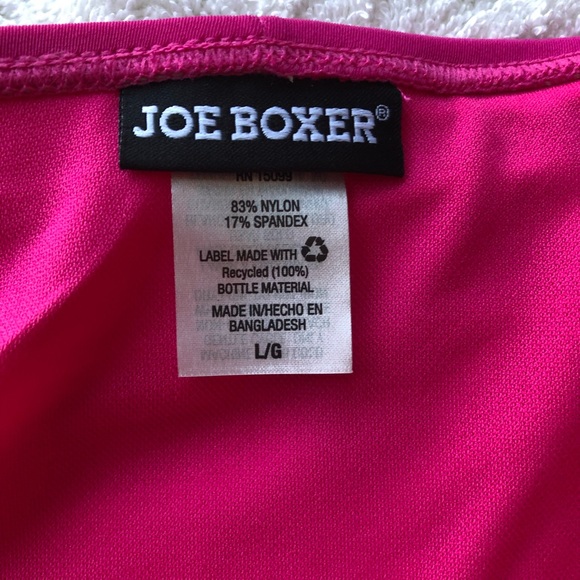 JOE BOXER®
RN 15099
83% NYLON
17% SPANDEX
LABEL MADE WITH
Recycled (100%)
BOTTLE MATERIAL
MADE IN/HECHO EN
BANGLADESH
L/G